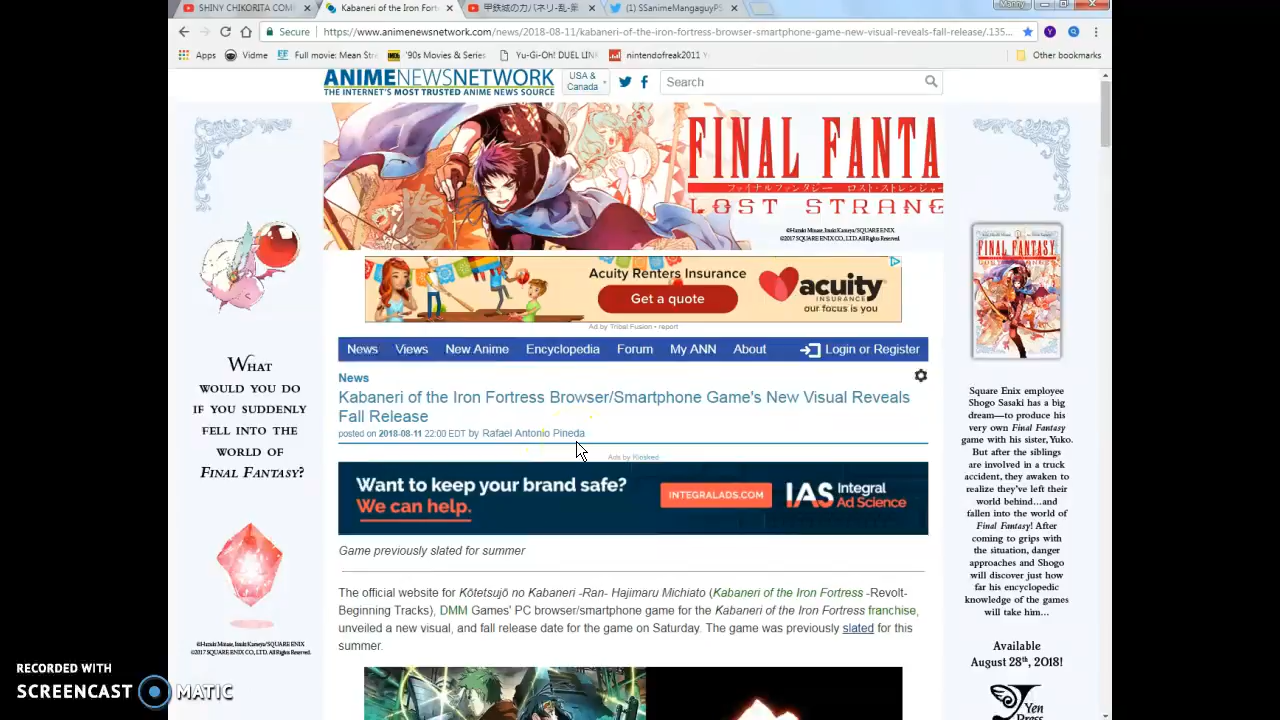 SHINY CHIKORITA COM
Kabaneri of the Iron Fort
甲鉄城のカバネリ -乱-
(1) SSanimeMangaguyPS
Manny
Secure
https://www.animenewsnetwork.com/news/2018-08-11/kabaneri-of-the-iron-fortress-browser-smartphone-game-new-visual-reveals-fall-release/.135...
Apps
Vidme
Full movie: Mean Stre
'90s Movies & Series
Yu-Gi-Oh! DUEL LINK
nintendofreak2011
Other bookmarks
ANIMENEWSNETWORK
THE INTERNET'S MOST TRUSTED ANIME NEWS SOURCE
USA &
Canada
Search
FINAL FANTA
ファイナルファンタジー ロスト・ストレンジャー
LOST STRANG
©Hazuki Minase, Itsuki Kameya/SQUARE ENIX
©2017 SQUARE ENIX CO., LTD. All Rights Reserved.
Acuity Renters Insurance
Get a quote
acuity
INSURANCE
our focus is you
Ad by Tribal Fusion • report
News Views New Anime Encyclopedia Forum My ANN About Login or Register
News
Kabaneri of the Iron Fortress Browser/Smartphone Game's New Visual Reveals
Fall Release
posted on 2018-08-11 22:00 EDT by Rafael Antonio Pineda
Ads by Kiosked
Want to keep your brand safe?
We can help.
INTEGRALADS.COM
IAS Integral
Ad Science
Game previously slated for summer
The official website for Kōtetsujō no Kabaneri -Ran- Hajimaru Michiato (Kabaneri of the Iron Fortress -Revolt-
Beginning Tracks), DMM Games' PC browser/smartphone game for the Kabaneri of the Iron Fortress franchise,
unveiled a new visual, and fall release date for the game on Saturday. The game was previously slated for this
summer.
WHAT
WOULD YOU DO
IF YOU SUDDENLY
FELL INTO THE
WORLD OF
FINAL FANTASY?
©Hazuki Minase, Itsuki Kameya/SQUARE ENIX
©2017 SQUARE ENIX CO., LTD. All Rights Reserved.
FINAL FANTASY
Square Enix employee
Shogo Sasaki has a big
dream—to produce his
very own Final Fantasy
game with his sister, Yuko.
But after the siblings
are involved in a truck
accident, they awaken to
realize they've left their
world behind...and
fallen into the world of
Final Fantasy! After
coming to grips with
the situation, danger
approaches and Shogo
will discover just how
far his encyclopedic
knowledge of the games
will take him...
Available
August 28th, 2018!
Yen
Press
RECORDED WITH
SCREENCAST MATIC